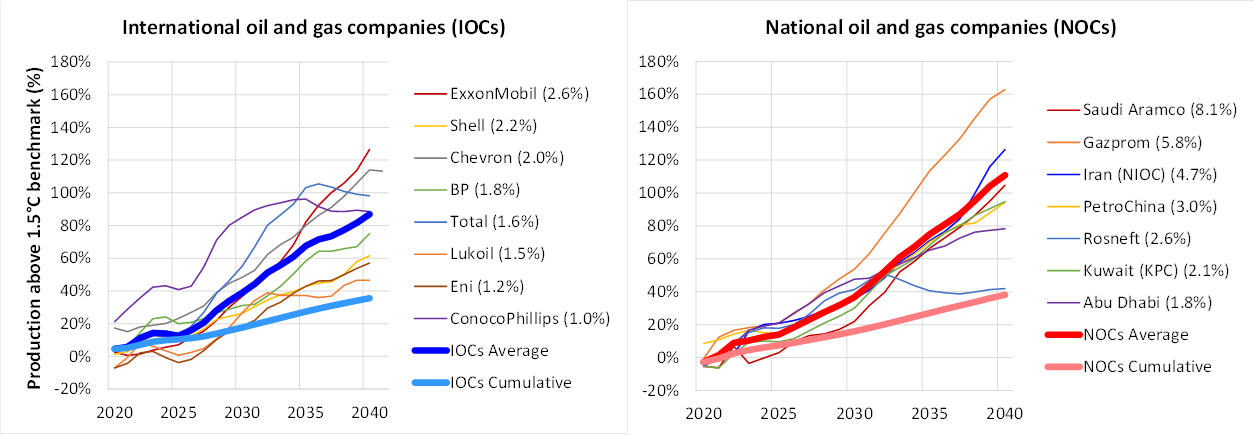 International oil and gas companies (IOCs)
Production above 1.5°C benchmark (%)
180%
160%
140%
120%
100%
80%
60%
40%
20%
0%
-20%
2020
2025
2030
2035
2040
ExxonMobil (2.6%)
Shell (2.2%)
Chevron (2.0%)
BP (1.8%)
Total (1.6%)
Lukoil (1.5%)
Eni (1.2%)
ConocoPhillips (1.0%)
IOCs Average
IOCs Cumulative
National oil and gas companies (NOCs)
180%
160%
140%
120%
100%
80%
60%
40%
20%
0%
-20%
2020
2025
2030
2035
2040
Saudi Aramco (8.1%)
Gazprom (5.8%)
Iran (NIOC) (4.7%)
PetroChina (3.0%)
Rosneft (2.6%)
Kuwait (KPC) (2.1%)
Abu Dhabi (1.8%)
NOCs Average
NOCs Cumulative